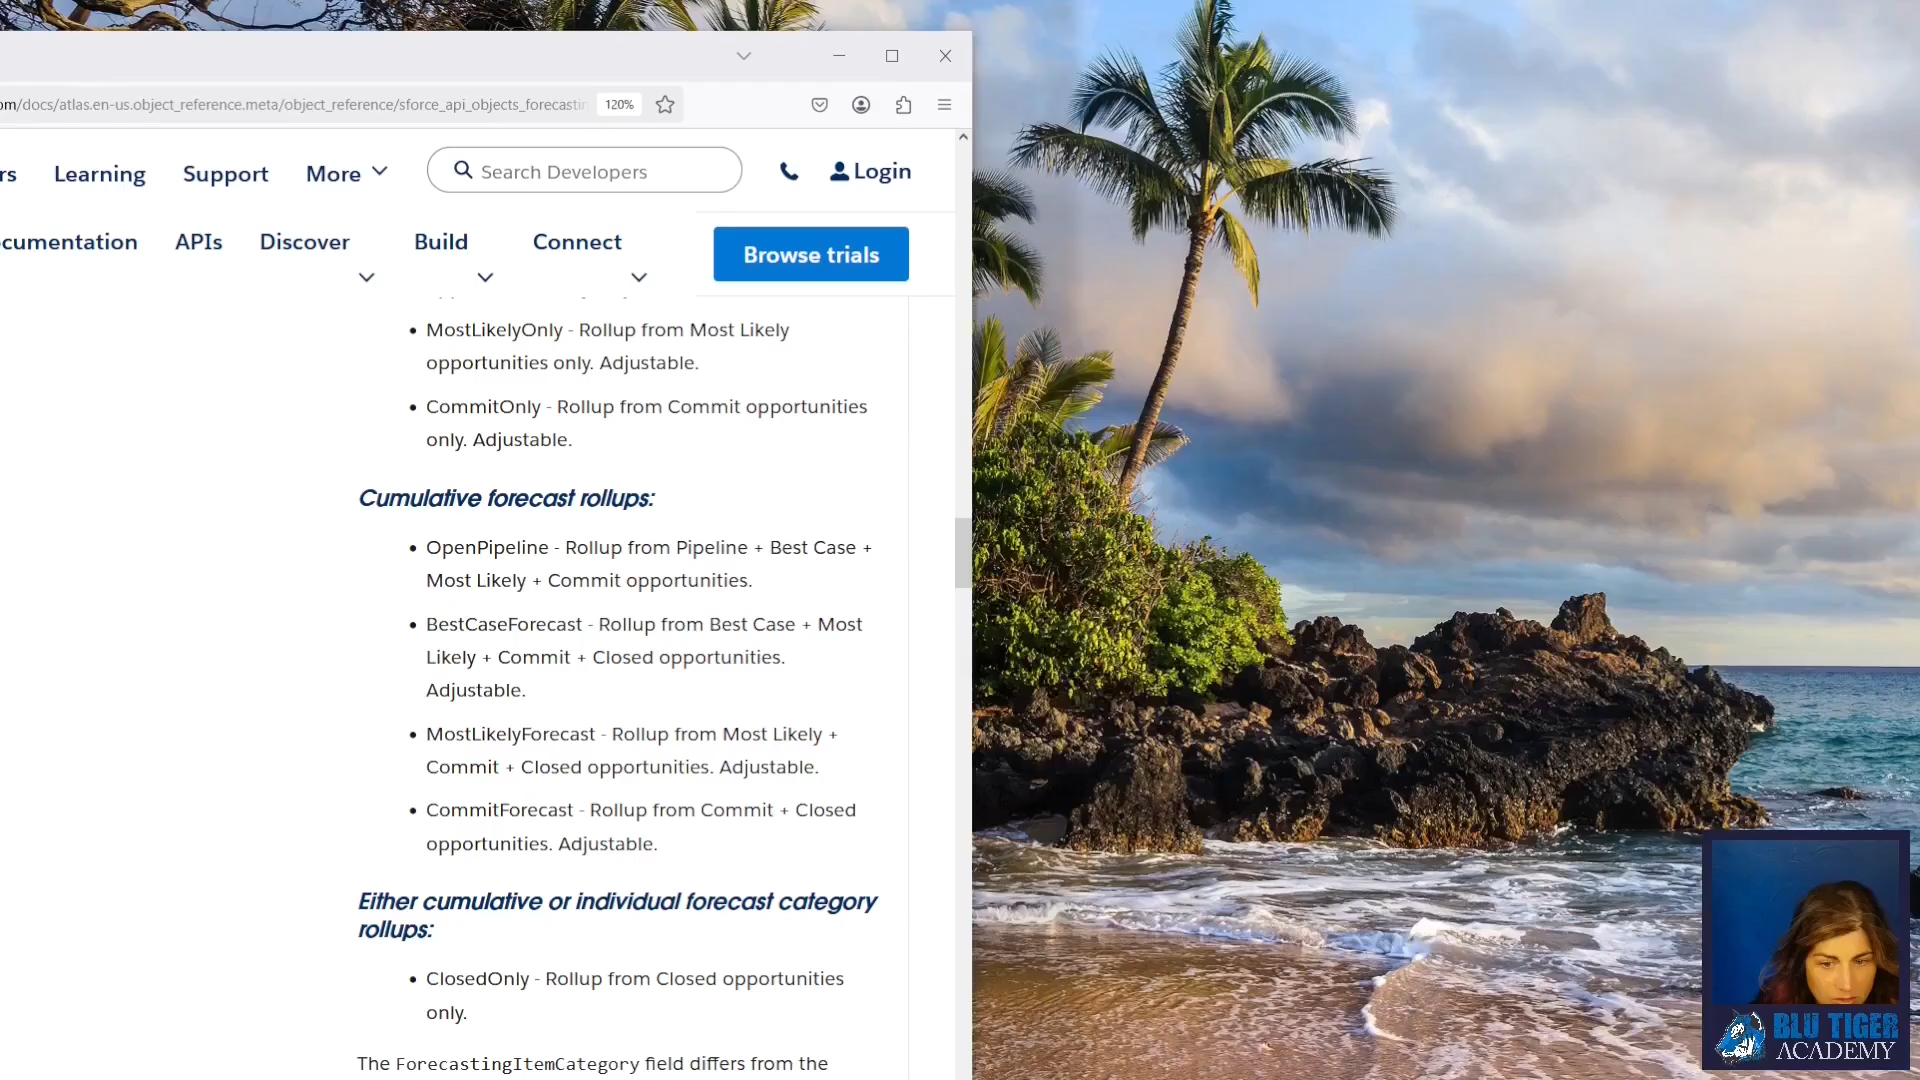 om/docs/atlas.en-us.object_reference.meta/object_reference/sforce_api_objects_forecastin 120%
rs Learning Support More Search Developers Login
ocumentation APIs Discover Build Connect Browse trials
• MostLikelyOnly - Rollup from Most Likely
opportunities only. Adjustable.
• CommitOnly - Rollup from Commit opportunities
only. Adjustable.
Cumulative forecast rollups:
• OpenPipeline - Rollup from Pipeline + Best Case +
Most Likely + Commit opportunities.
• BestCaseForecast - Rollup from Best Case + Most
Likely + Commit + Closed opportunities.
Adjustable.
• MostLikelyForecast - Rollup from Most Likely +
Commit + Closed opportunities. Adjustable.
• CommitForecast - Rollup from Commit + Closed
opportunities. Adjustable.
Either cumulative or individual forecast category
rollups:
• ClosedOnly - Rollup from Closed opportunities
only.
The ForecastingItemCategory field differs from the
BLU TIGER
ACADEMY